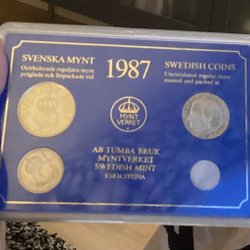 SVENSKA MYNT
Ocirkulerade reguljära mynt
präglade och förpackade vid
1987
SWEDISH COINS
Uncirculated regular coins
minted and packed at
MYNT
VERKET
AB TUMBA BRUK
MYNTVERKET
SWEDISH MINT
ESKILSTUNA